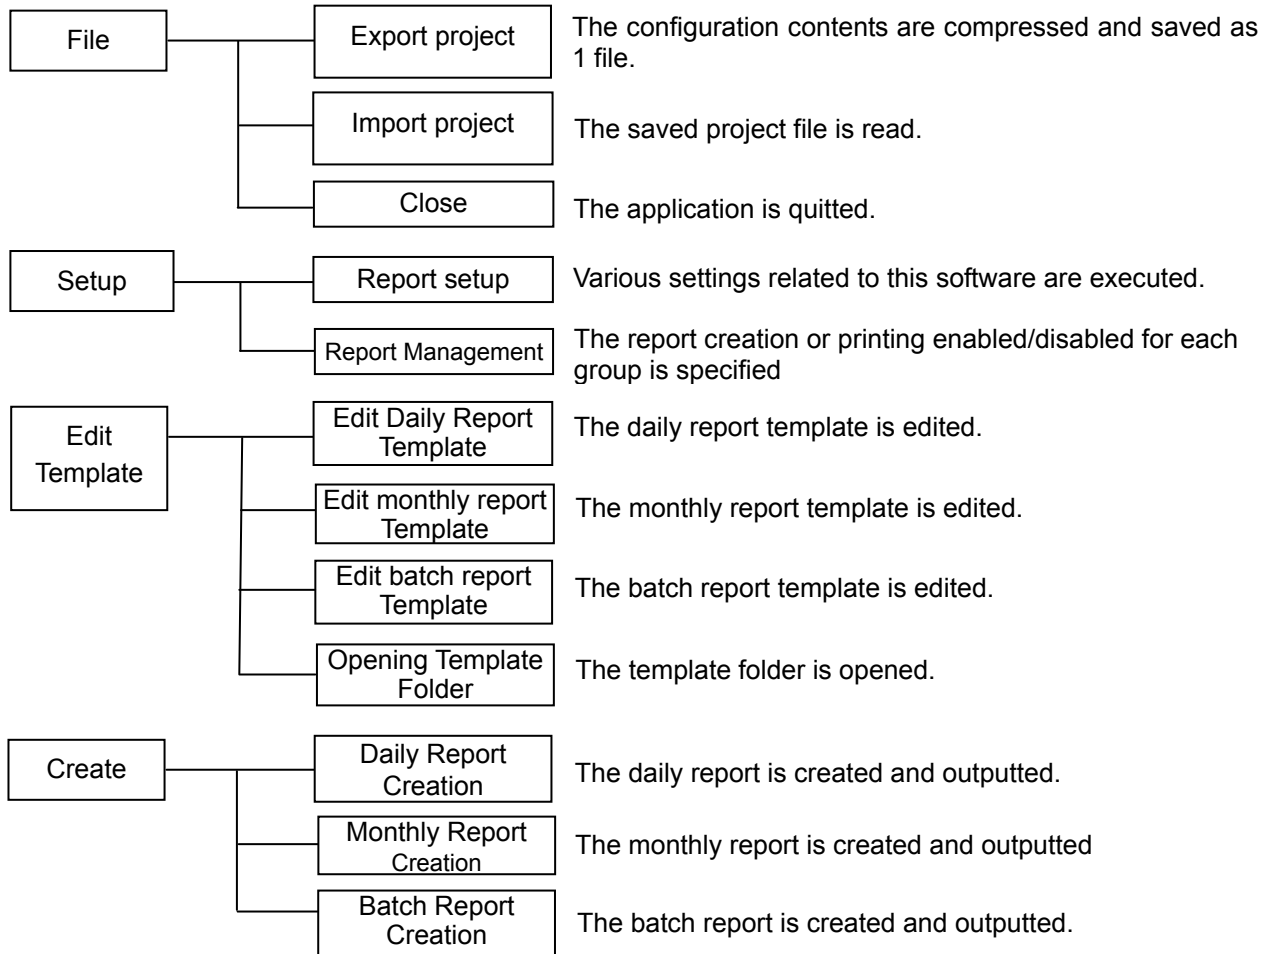 File
Export project
The configuration contents are compressed and saved as
1 file.
Import project
The saved project file is read.
Close
The application is quitted.
Setup
Report setup
Various settings related to this software are executed.
Report Management
The report creation or printing enabled/disabled for each
group is specified
Edit
Template
Edit Daily Report
Template
The daily report template is edited.
Edit monthly report
Template
The monthly report template is edited.
Edit batch report
Template
The batch report template is edited.
Opening Template
Folder
The template folder is opened.
Create
Daily Report
Creation
The daily report is created and outputted.
Monthly Report
Creation
The monthly report is created and outputted
Batch Report
Creation
The batch report is created and outputted.